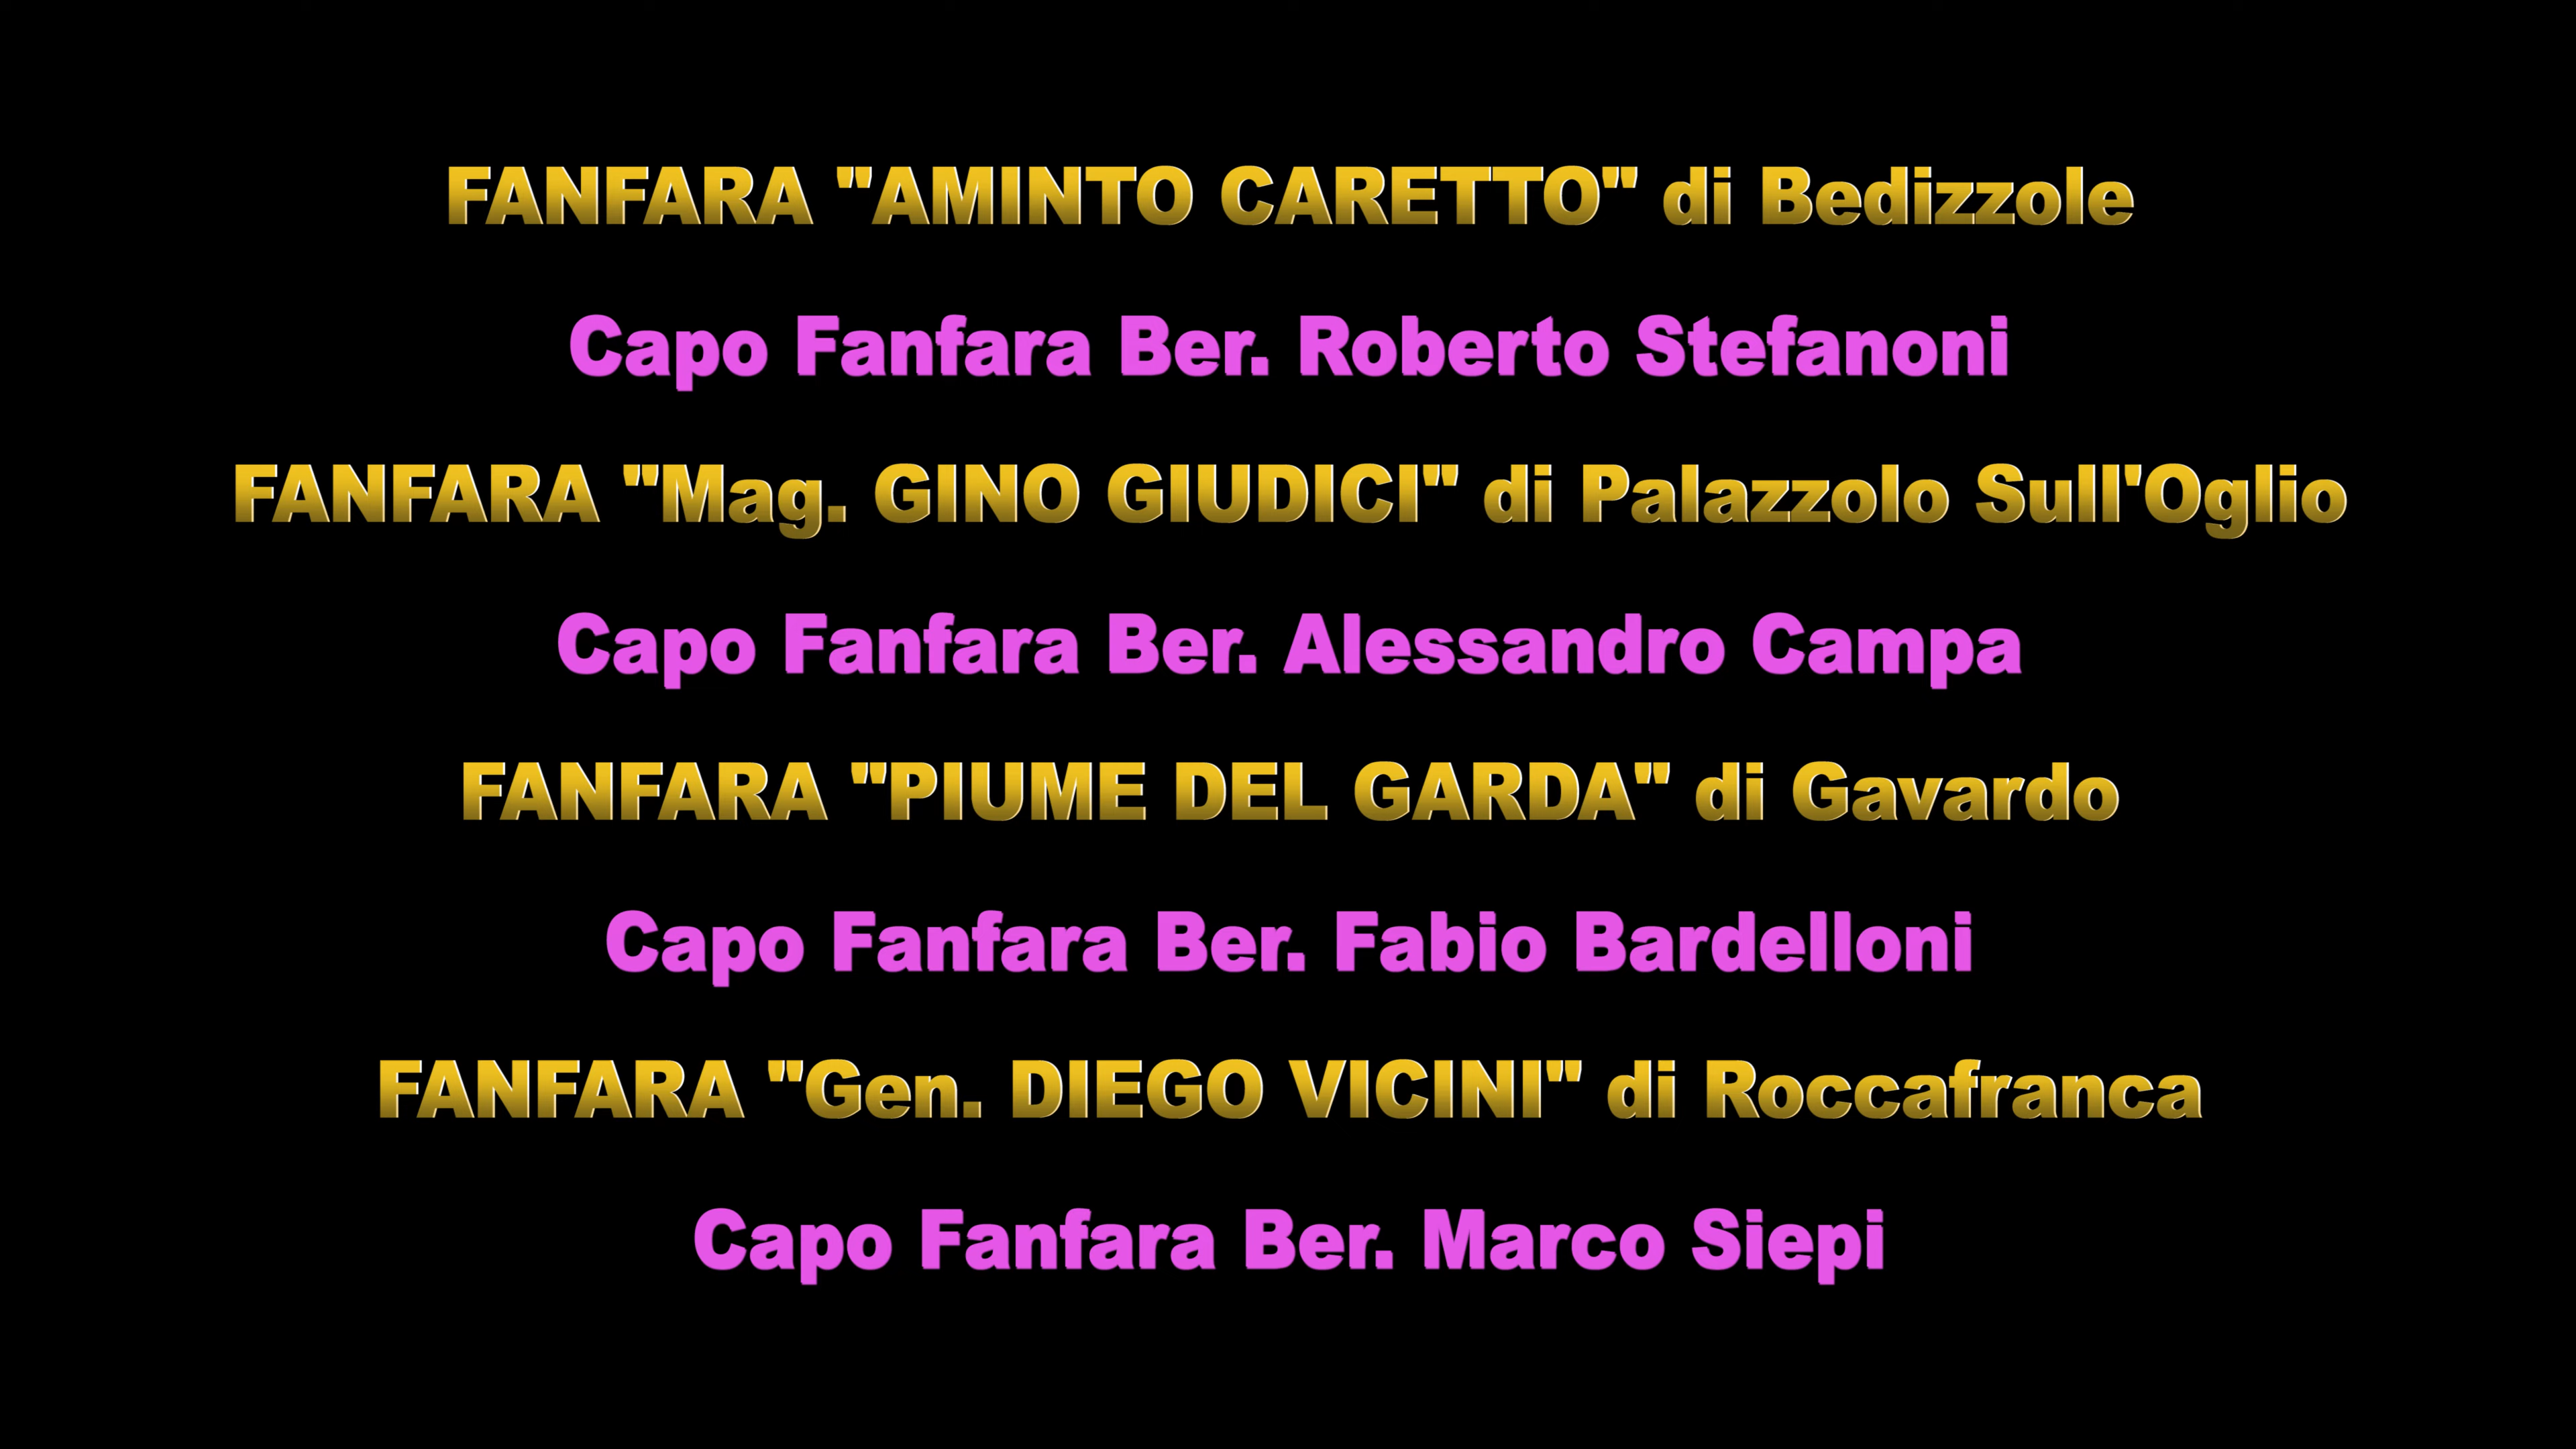 FANFARA "AMINTO CARETTO" di Bedizzole
Capo Fanfara Ber. Roberto Stefanoni
FANFARA "Mag. GINO GIUDICI" di Palazzolo Sull'Oglio
Capo Fanfara Ber. Alessandro Campa
FANFARA "PIUME DEL GARDA" di Gavardo
Capo Fanfara Ber. Fabio Bardelloni
FANFARA "Gen. DIEGO VICINI" di Roccafranca
Capo Fanfara Ber. Marco Siepi